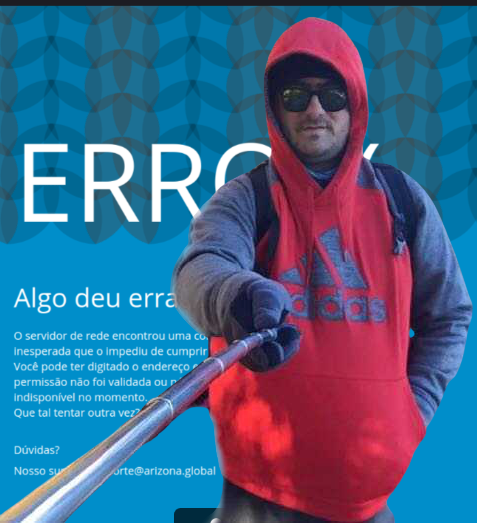 ERRO
Algo deu erra
O servidor de rede encontrou uma co
inesperada que o impediu de cumprir
Você pode ter digitado o endereço
permissão não foi validada ou
indisponível no momento.
Que tal tentar outra vez?
adidas
Dúvidas?
Nosso su orte@arizona.global